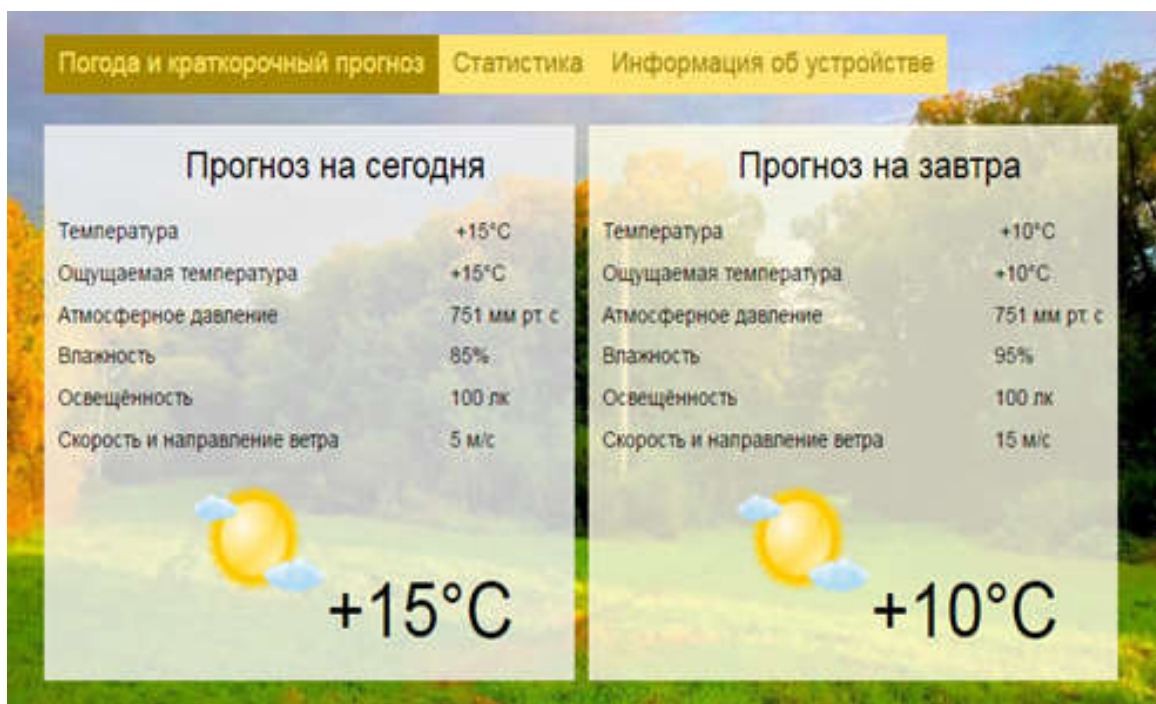 Погода и краткорочный прогноз Статистика Информация об устройстве
Прогноз на сегодня
Температура +15°C
Ощущаемая температура +15°C
Атмосферное давление 751 мм рт с
Влажность 85%
Освещённость 100 лк
Скорость и направление ветра 5 м/с
+15°C
Прогноз на завтра
Температура +10°C
Ощущаемая температура +10°C
Атмосферное давление 751 мм рт с
Влажность 95%
Освещённость 100 лк
Скорость и направление ветра 15 м/с
+10°C